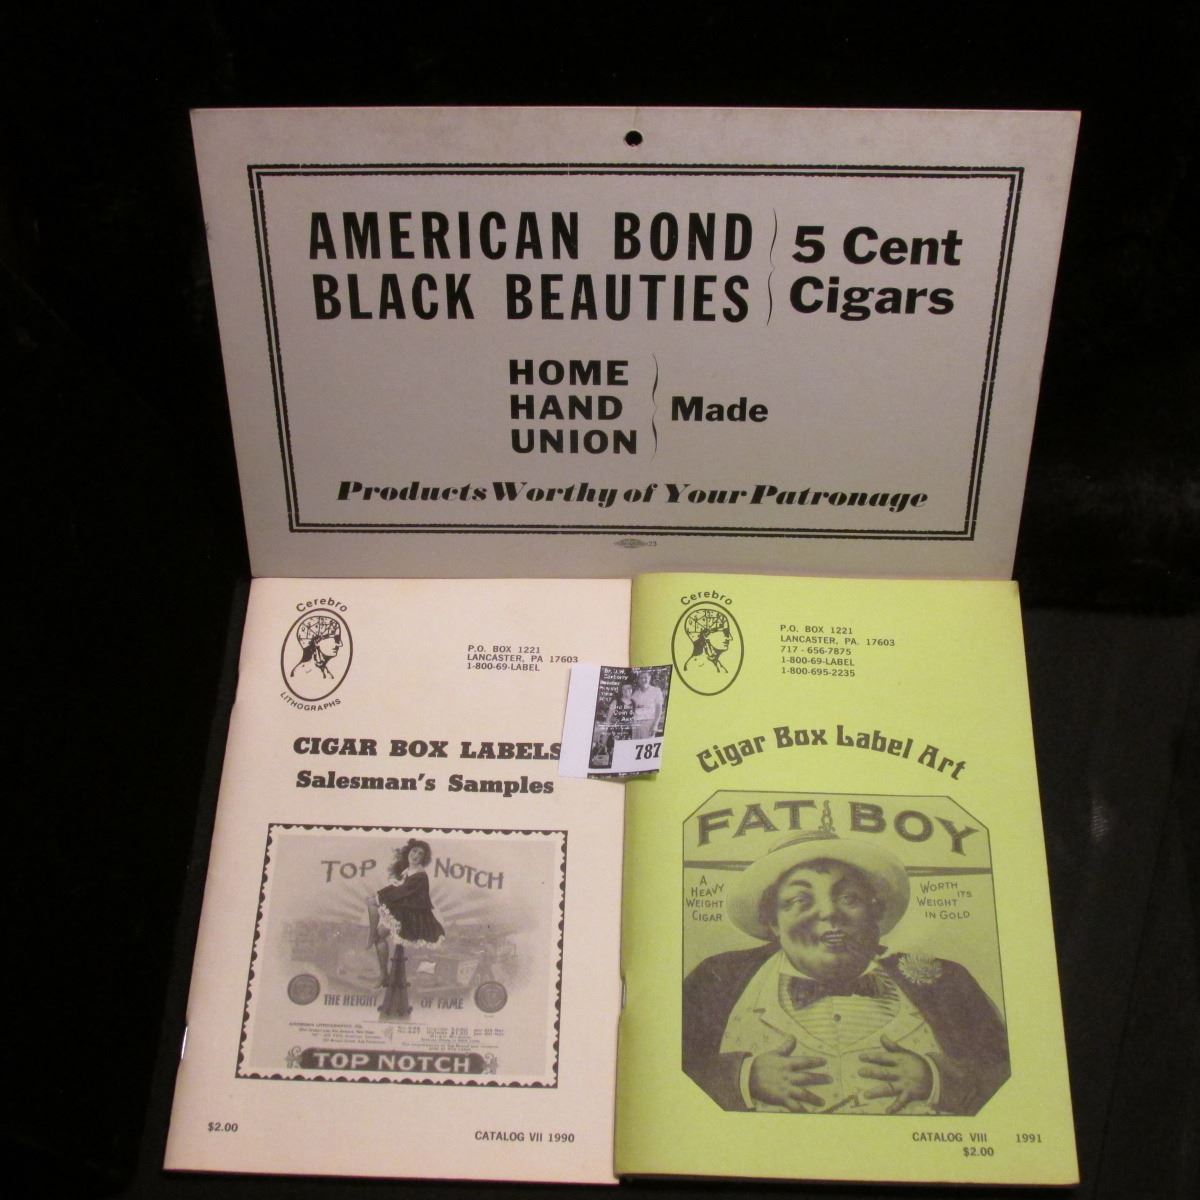 AMERICAN BOND
BLACK BEAUTIES
5 Cent
Cigars
HOME
HAND
UNION
Made
Products Worthy of Your Patronage
23
Cerebro
LITHOGRAPHS
P.O. BOX 1221
LANCASTER, PA 17603
1-800-69-LABEL
CIGAR BOX LABELS
Salesman's Samples
TOP NOTCH
THE HEIGHT OF FAME
TOP NOTCH
$2.00
CATALOG VII 1990
787
Cerebro
P.O. BOX 1221
LANCASTER, PA. 17603
717 - 656-7875
1-800-69-LABEL
1-800-695-2235
Cigar Box Label Art
FAT BOY
A
HEAVY
WEIGHT
CIGAR
WORTH ITS
WEIGHT
IN GOLD
CATALOG VIII 1991
$2.00